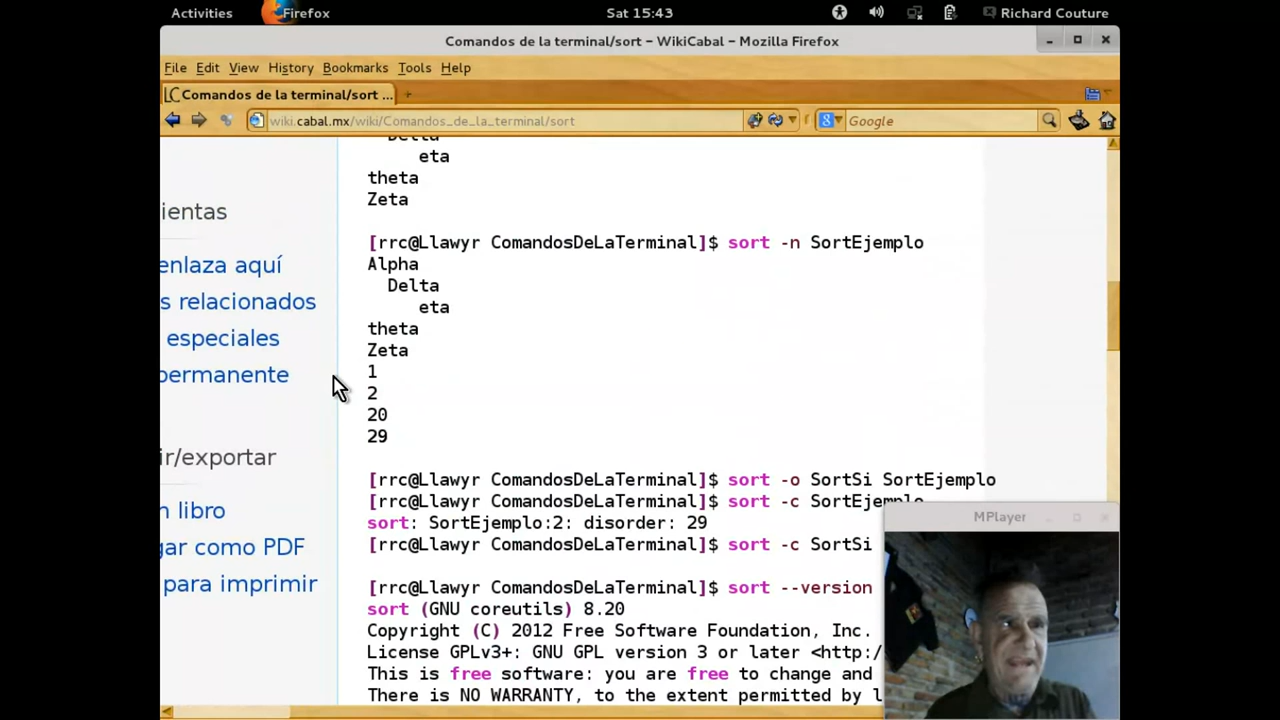 Activities Firefox Sat 15:43 Richard Couture
Comandos de la terminal/sort - WikiCabal - Mozilla Firefox
File Edit View History Bookmarks Tools Help
Comandos de la terminal/sort ...
wiki.cabal.mx/wiki/Comandos_de_la_terminal/sort Google
Delta
eta
theta
Zeta
ientas
enlaza aquí
s relacionados
especiales
permanente
ir/exportar
n libro
gar como PDF
para imprimir
[rrc@Llawyr ComandosDeLaTerminal]$ sort -n SortEjemplo
Alpha
Delta
eta
theta
Zeta
1
2
20
29
[rrc@Llawyr ComandosDeLaTerminal]$ sort -o SortSi SortEjemplo
[rrc@Llawyr ComandosDeLaTerminal]$ sort -c SortEjemplo
sort: SortEjemplo:2: disorder: 29
[rrc@Llawyr ComandosDeLaTerminal]$ sort -c SortSi
[rrc@Llawyr ComandosDeLaTerminal]$ sort --version
sort (GNU coreutils) 8.20
Copyright (C) 2012 Free Software Foundation, Inc.
License GPLv3+: GNU GPL version 3 or later <http:/
This is free software: you are free to change and
There is NO WARRANTY, to the extent permitted by l
MPlayer